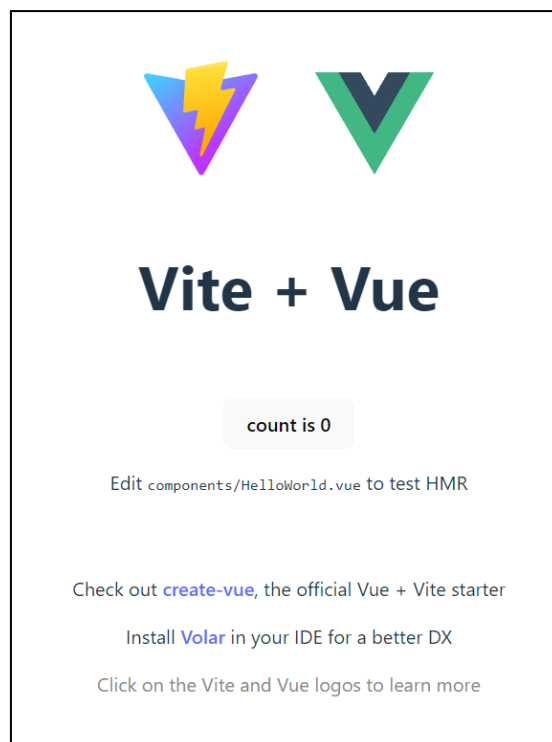 Vite + Vue
count is 0
Edit components/HelloWorld.vue to test HMR
Check out create-vue, the official Vue + Vite starter
Install Volar in your IDE for a better DX
Click on the Vite and Vue logos to learn more